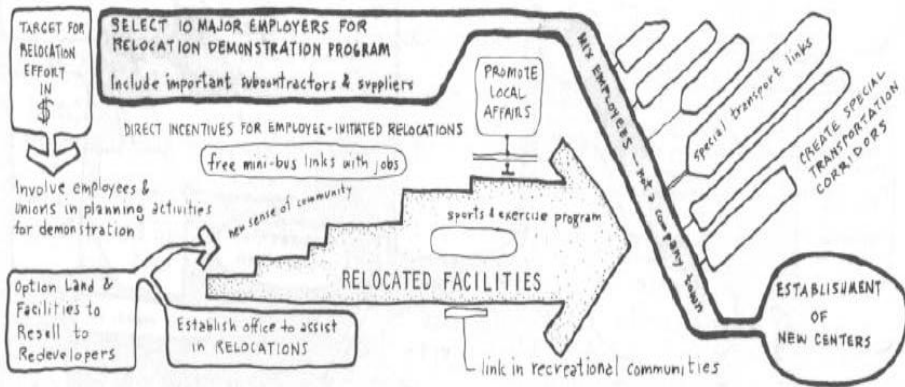 TARGET FOR
RELOCATION
EFFORT
IN
$
SELECT 10 MAJOR EMPLOYERS FOR
RELOCATION DEMONSTRATION PROGRAM
Include important subcontractors & suppliers
PROMOTE
LOCAL
AFFAIRS
MIX EMPLOYEES - not a company town
special transport links
CREATE SPECIAL
TRANSPORTATION
CORRIDORS
DIRECT INCENTIVES FOR EMPLOYEE-INITIATED RELOCATIONS
free mini-bus links with jobs
Involve employees &
Unions in planning activities
for demonstration
new sense of community
sports & exercise program
RELOCATED FACILITIES
Option Land &
Facilities to
Resell to
Redevelopers
Establish office to assist
in RELOCATIONS
link in recreational communities
ESTABLISHMENT
OF
NEW CENTERS